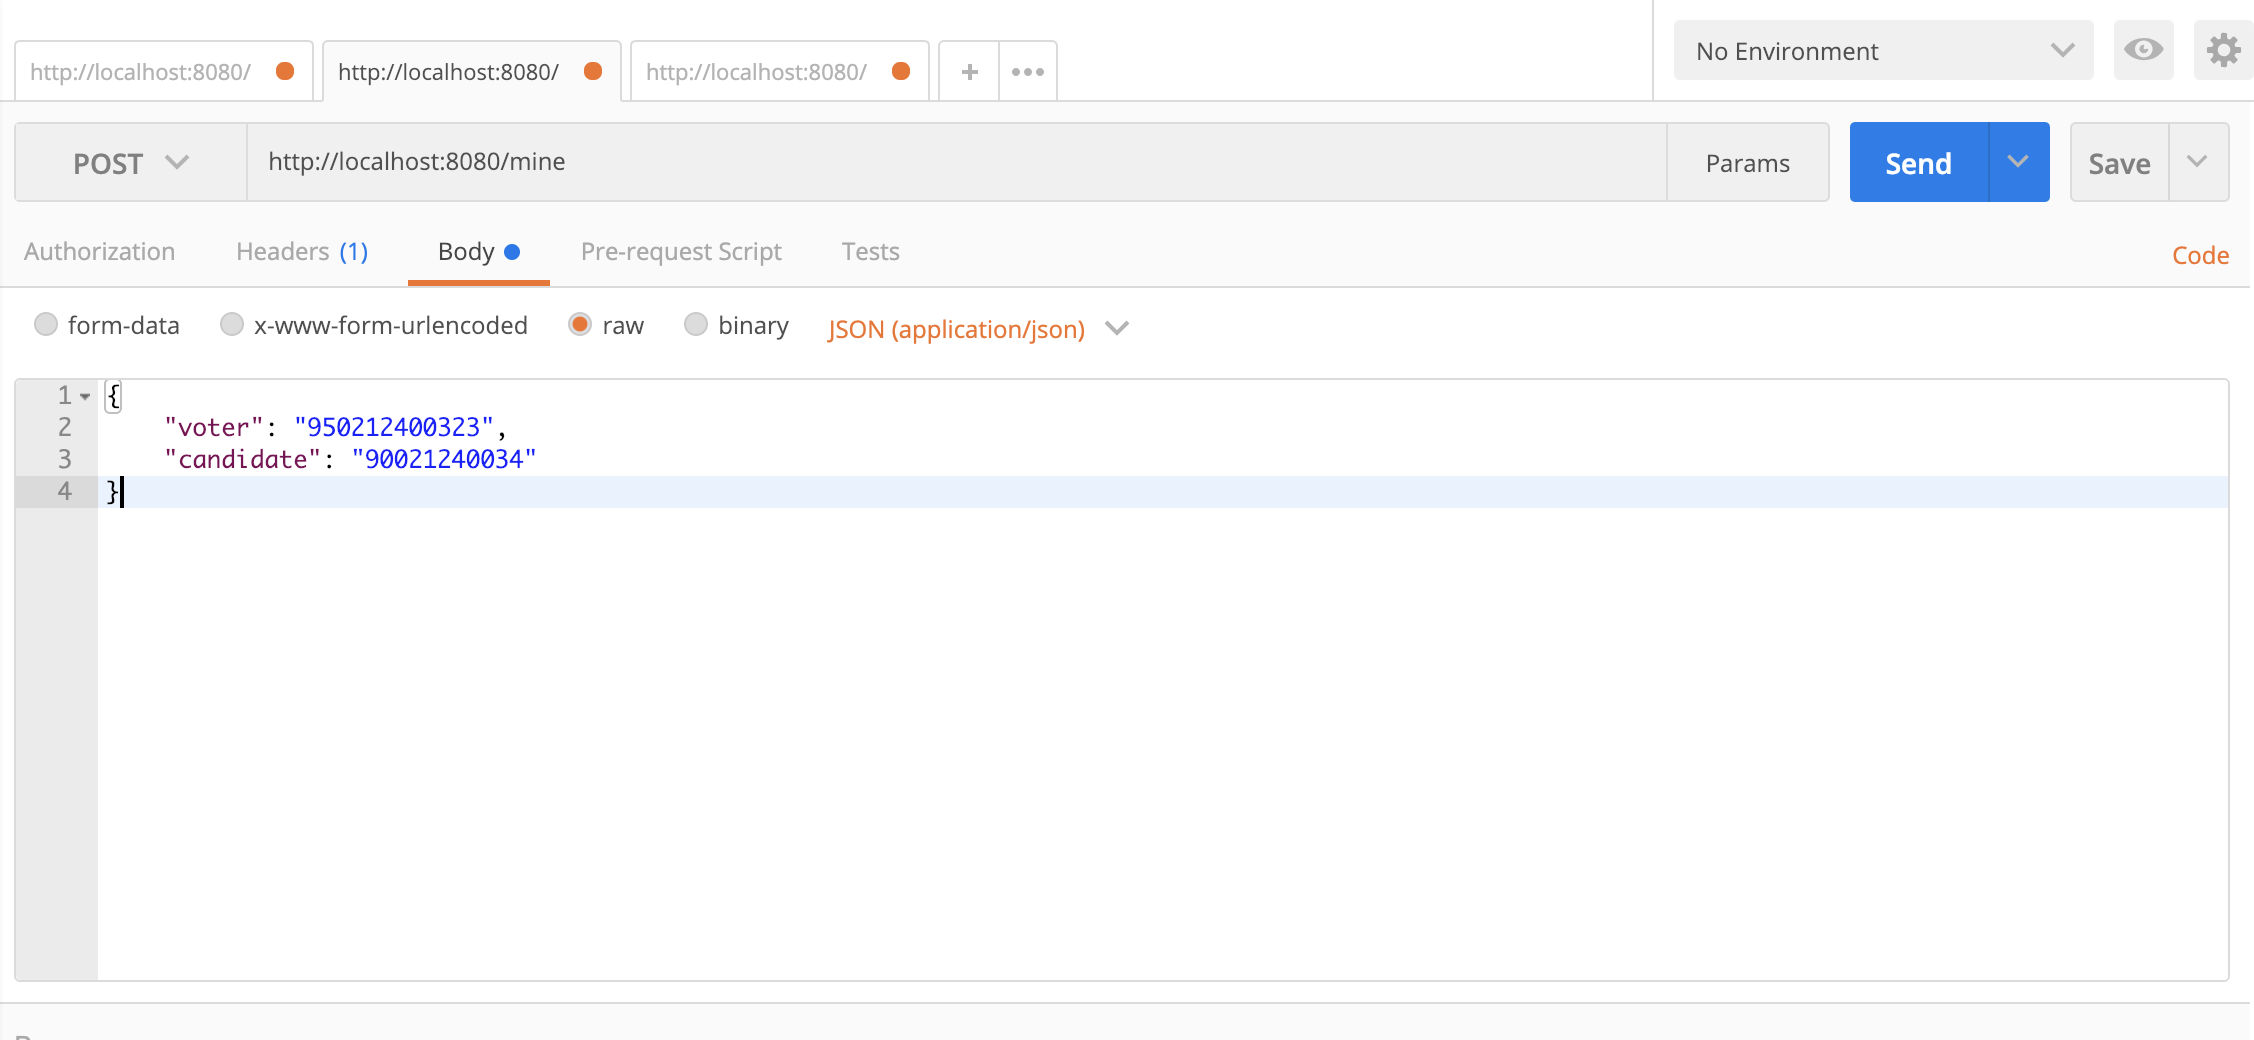 http://localhost:8080/ http://localhost:8080/ http://localhost:8080/ + ••• No Environment
POST http://localhost:8080/mine Params Send Save
Authorization Headers (1) Body Pre-request Script Tests Code
form-data x-www-form-urlencoded raw binary JSON (application/json)
1 {
2 "voter": "950212400323",
3 "candidate": "90021240034"
4 }